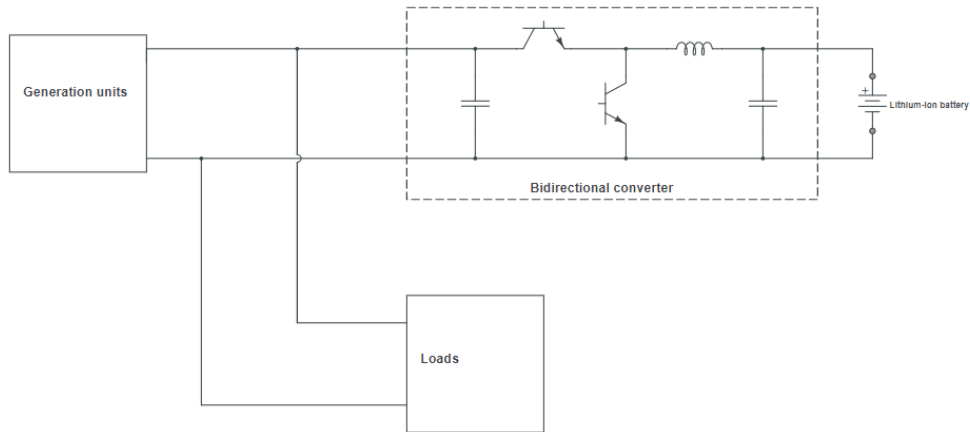 Generation units
+
Lithium-Ion battery
Bidirectional converter
Loads